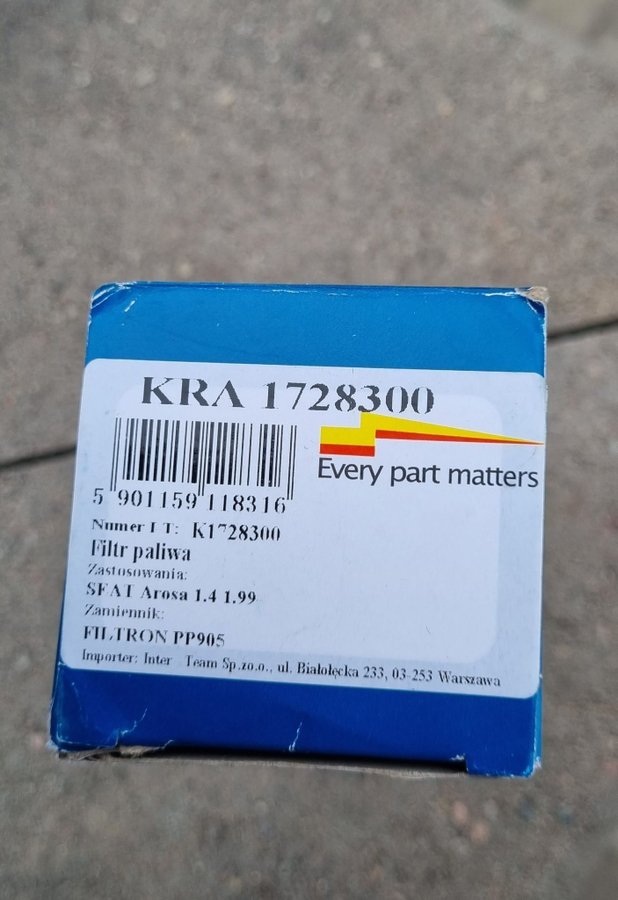 KRA 1728300
Every part matters
5 901159 118316
Numer I T: K1728300
Filtr paliwa
Zastosowania:
SEAT Arosa 1.4 1.99
Zamiennik:
FILTRON PP905
Importer: Inter - Team Sp.zo.o., ul. Białołęcka 233, 03-253 Warszawa